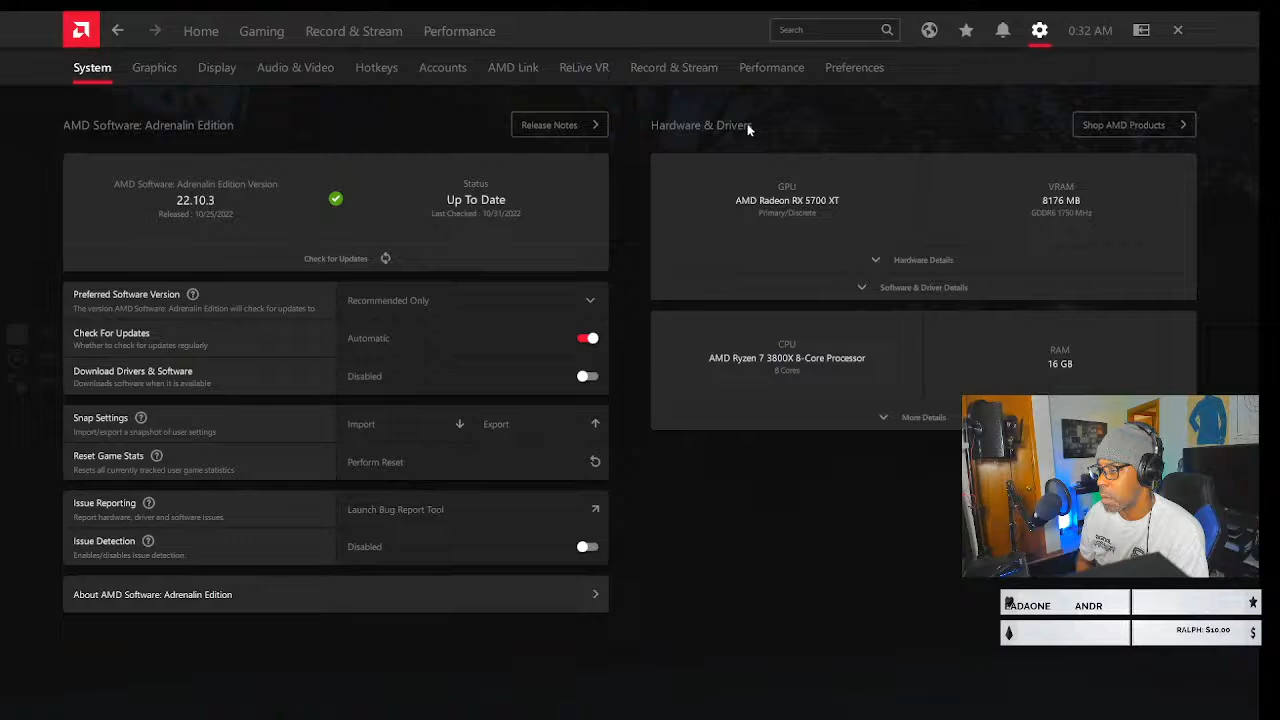 Home
Gaming
Record & Stream
Performance
Search
0:32 AM
System
Graphics
Display
Audio & Video
Hotkeys
Accounts
AMD Link
ReLive VR
Record & Stream
Performance
Preferences
AMD Software: Adrenalin Edition
Release Notes
AMD Software: Adrenalin Edition Version
22.10.3
Released : 10/25/2022
Status
Up To Date
Last Checked : 10/31/2022
Check for Updates
Preferred Software Version
The version AMD Software: Adrenalin Edition will check for updates to
Recommended Only
Check For Updates
Whether to check for updates regularly
Automatic
Download Drivers & Software
Downloads software when it is available
Disabled
Snap Settings
Import/export a snapshot of user settings
Import
Export
Reset Game Stats
Resets all currently tracked user game statistics
Perform Reset
Issue Reporting
Report hardware, driver and software issues.
Launch Bug Report Tool
Issue Detection
Enables/disables issue detection.
Disabled
About AMD Software: Adrenalin Edition
Hardware & Drivers
Shop AMD Products
GPU
AMD Radeon RX 5700 XT
Primary/Discrete
VRAM
8176 MB
GDDR6 1750 MHz
Hardware Details
Software & Driver Details
CPU
AMD Ryzen 7 3800X 8-Core Processor
8 Cores
RAM
16 GB
More Details
ADAONE ANDR
RALPH: $10.00